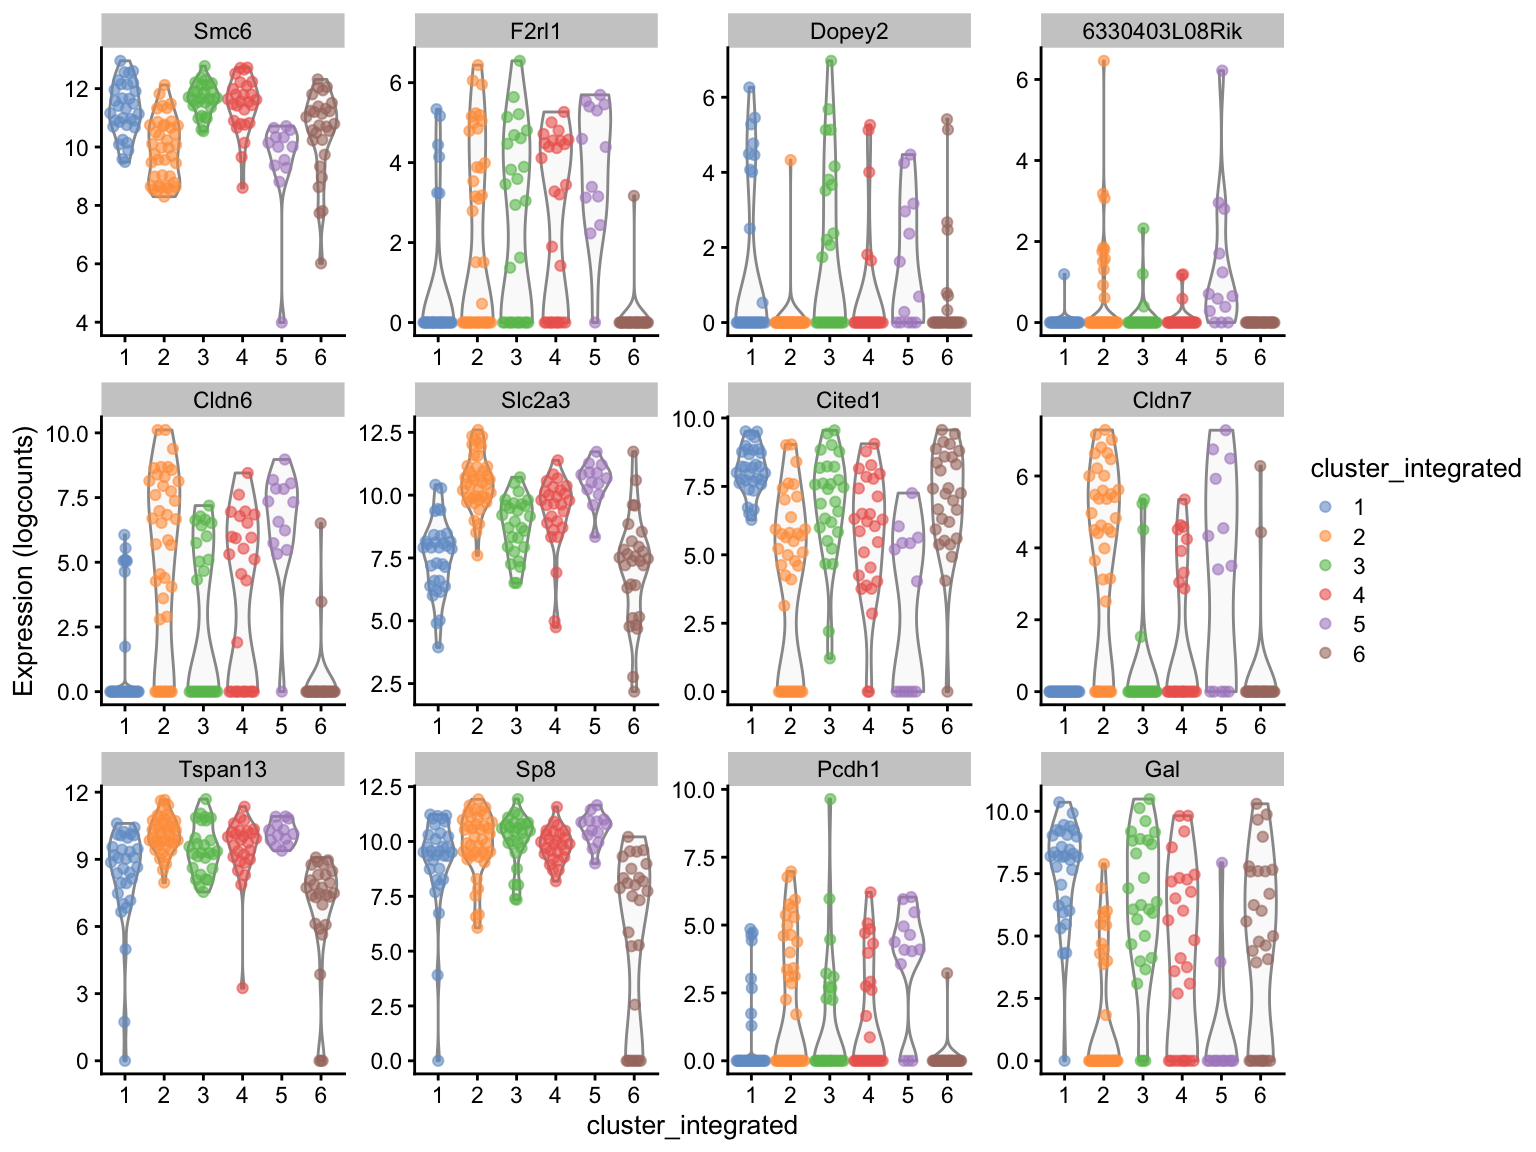 Smc6 F2rl1 Dopey2 6330403L08Rik
12 10 8 6 4
6 4 2 0
6 4 2 0
6 4 2 0
1 2 3 4 5 6 1 2 3 4 5 6 1 2 3 4 5 6 1 2 3 4 5 6
Cldn6 Slc2a3 Cited1 Cldn7
10.0 7.5 5.0 2.5 0.0
12.5 10.0 7.5 5.0 2.5
10.0 7.5 5.0 2.5 0.0
6 4 2 0
1 2 3 4 5 6 1 2 3 4 5 6 1 2 3 4 5 6 1 2 3 4 5 6
Tspan13 Sp8 Pcdh1 Gal
12 9 6 3 0
12.5 10.0 7.5 5.0 2.5 0.0
10.0 7.5 5.0 2.5 0.0
10.0 7.5 5.0 2.5 0.0
1 2 3 4 5 6 1 2 3 4 5 6 1 2 3 4 5 6 1 2 3 4 5 6
Expression (logcounts)
cluster_integrated
cluster_integrated
1
2
3
4
5
6